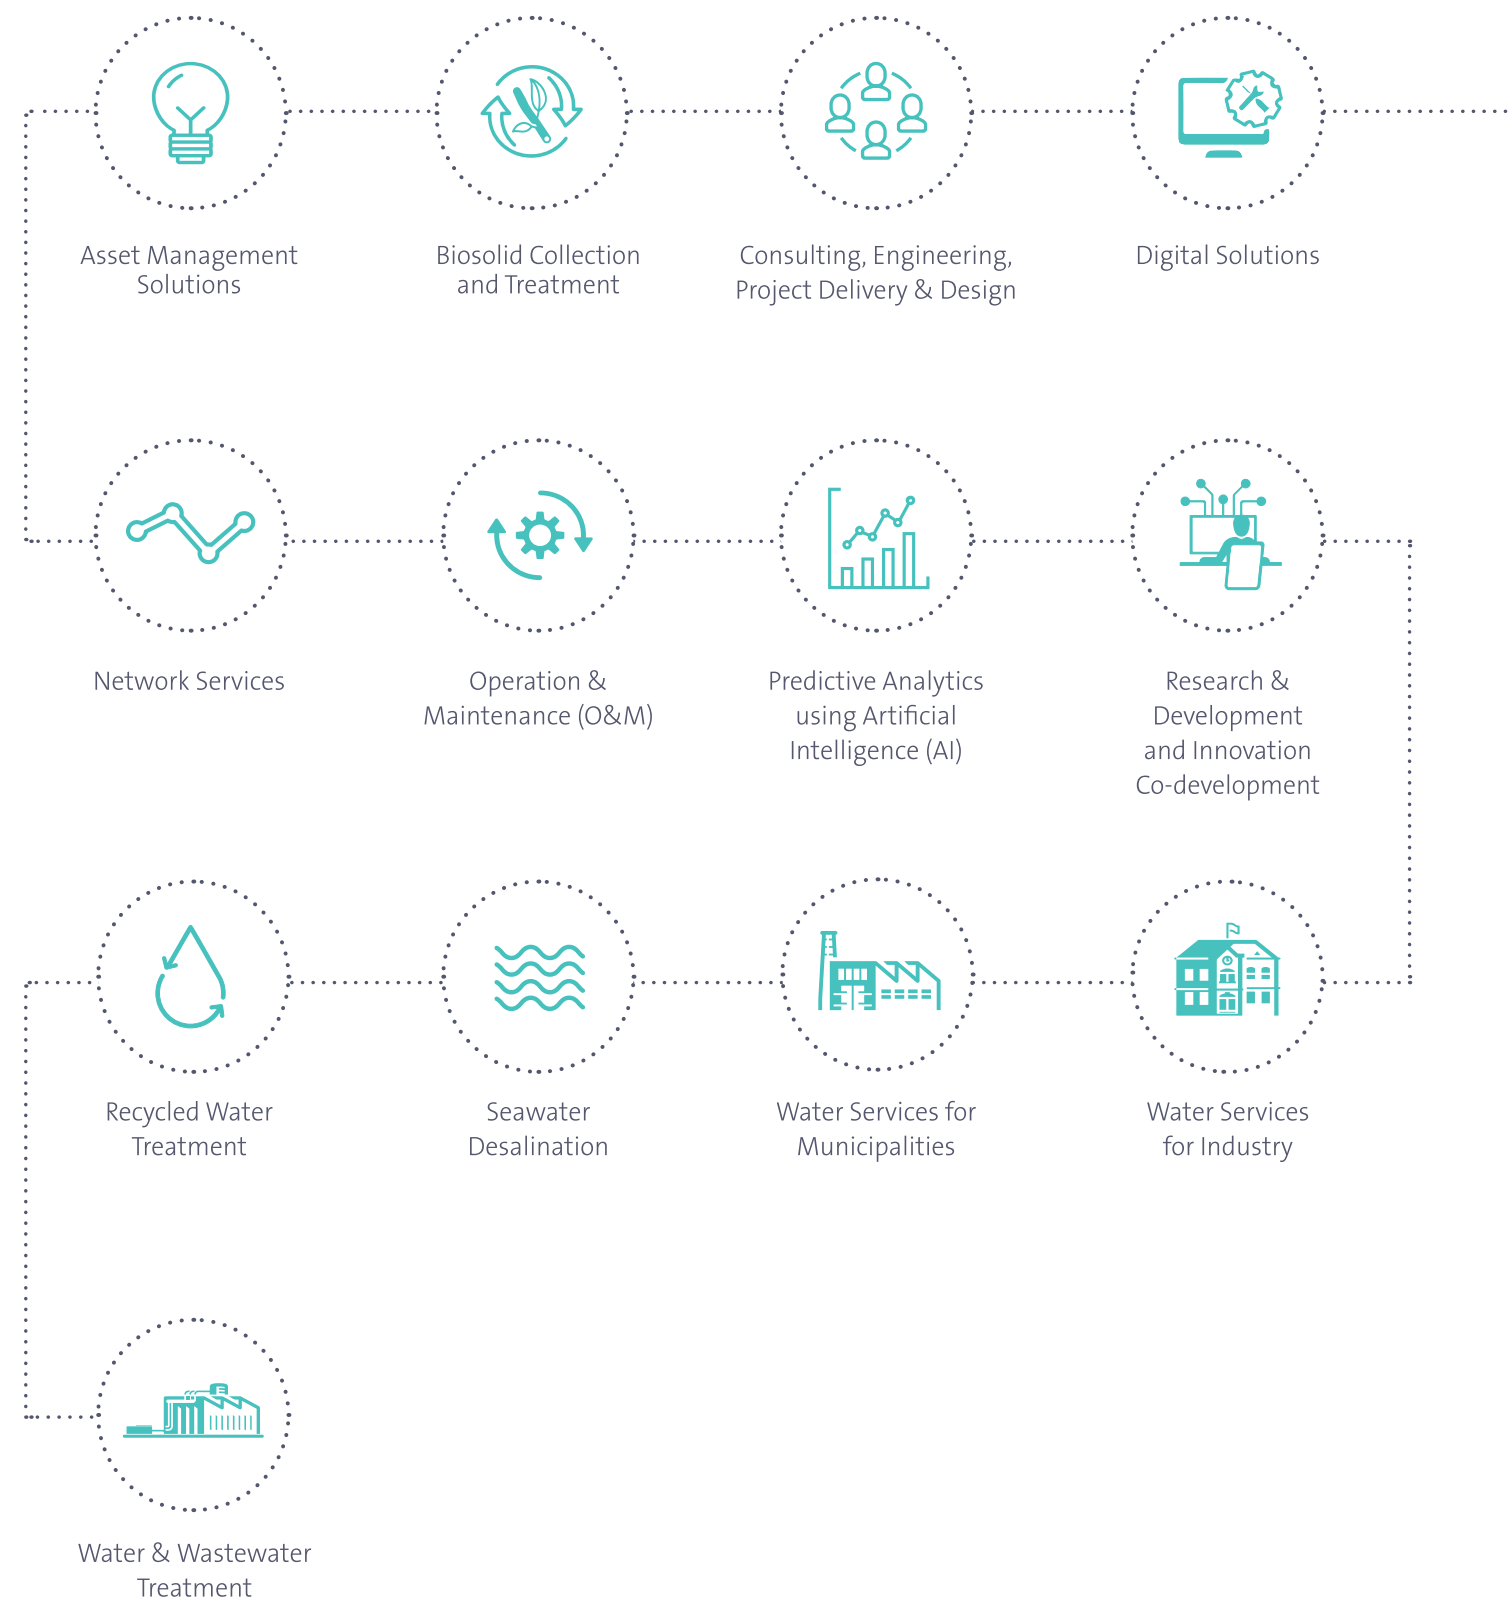 Asset Management
Solutions
Biosolid Collection
and Treatment
Consulting, Engineering,
Project Delivery & Design
Digital Solutions
Network Services
Operation &
Maintenance (O&M)
Predictive Analytics
using Artificial
Intelligence (AI)
Research &
Development
and Innovation
Co-development
Recycled Water
Treatment
Seawater
Desalination
Water Services for
Municipalities
Water Services
for Industry
Water & Wastewater
Treatment